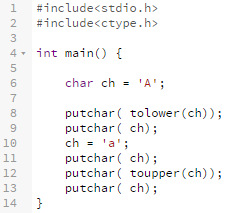 1 #include<stdio.h>
2 #include<ctype.h>
3
4 int main() {
5
6 char ch = 'A';
7
8 putchar( tolower(ch));
9 putchar( ch);
10 ch = 'a';
11 putchar( ch);
12 putchar( toupper(ch));
13 putchar( ch);
14 }